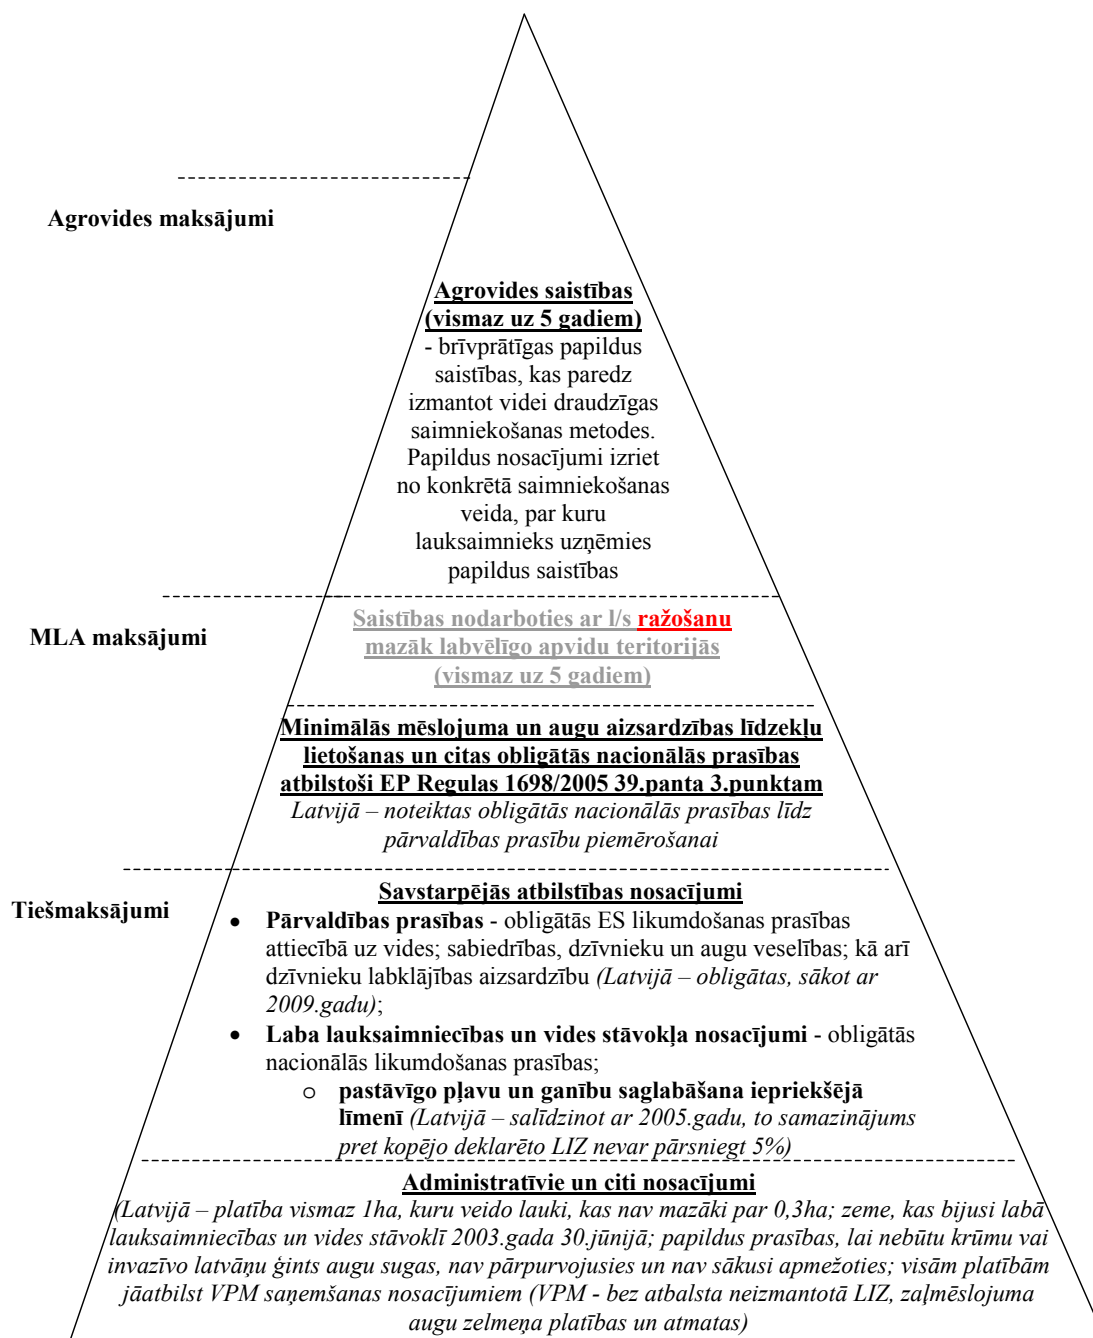 Agrovides maksājumi
Agrovides saistības
(vismaz uz 5 gadiem)
- brīvprātīgas papildus
saistības, kas paredz
izmantot videi draudzīgas
saimniekošanas metodes.
Papildus nosacījumi izriet
no konkrētā saimniekošanas
veida, par kuru
lauksaimnieks uzņēmies
papildus saistības
MLA maksājumi
Saistības nodarboties ar l/s ražošanu
mazāk labvēlīgo apvidu teritorijās
(vismaz uz 5 gadiem)
Minimālās mēslojuma un augu aizsardzības līdzekļu
lietošanas un citas obligātās nacionālās prasības
atbilstoši EP Regulas 1698/2005 39.panta 3.punktam
Latvijā – noteiktas obligātās nacionālās prasības līdz
pārvaldības prasību piemērošanai
Tiešmaksājumi
Savstarpējās atbilstības nosacījumi
• Pārvaldības prasības - obligātās ES likumdošanas prasības
attiecībā uz vides; sabiedrības, dzīvnieku un augu veselības; kā arī
dzīvnieku labklājības aizsardzību (Latvijā – obligātas, sākot ar
2009.gadu);
• Laba lauksaimniecības un vides stāvokļa nosacījumi - obligātās
nacionālās likumdošanas prasības;
o pastāvīgo pļavu un ganību saglabāšana iepriekšējā
līmenī (Latvijā – salīdzinot ar 2005.gadu, to samazinājums
pret kopējo deklarēto LIZ nevar pārsniegt 5%)
Administratīvie un citi nosacījumi
(Latvijā – platība vismaz 1ha, kuru veido lauki, kas nav mazāki par 0,3ha; zeme, kas bijusi labā
lauksaimniecības un vides stāvoklī 2003.gada 30.jūnijā; papildus prasības, lai nebūtu krūmu vai
invazīvo latvāņu ģints augu sugas, nav pārpurvojusies un nav sākusi apmežoties; visām platībām
jāatbilst VPM saņemšanas nosacījumiem (VPM - bez atbalsta neizmantotā LIZ, zaļmēslojuma
augu zelmeņa platības un atmatas)